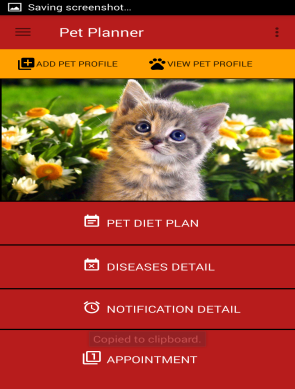 Saving screenshot...
Pet Planner
ADD PET PROFILE VIEW PET PROFILE
PET DIET PLAN
DISEASES DETAIL
NOTIFICATION DETAIL
Copied to clipboard.
1 APPOINTMENT